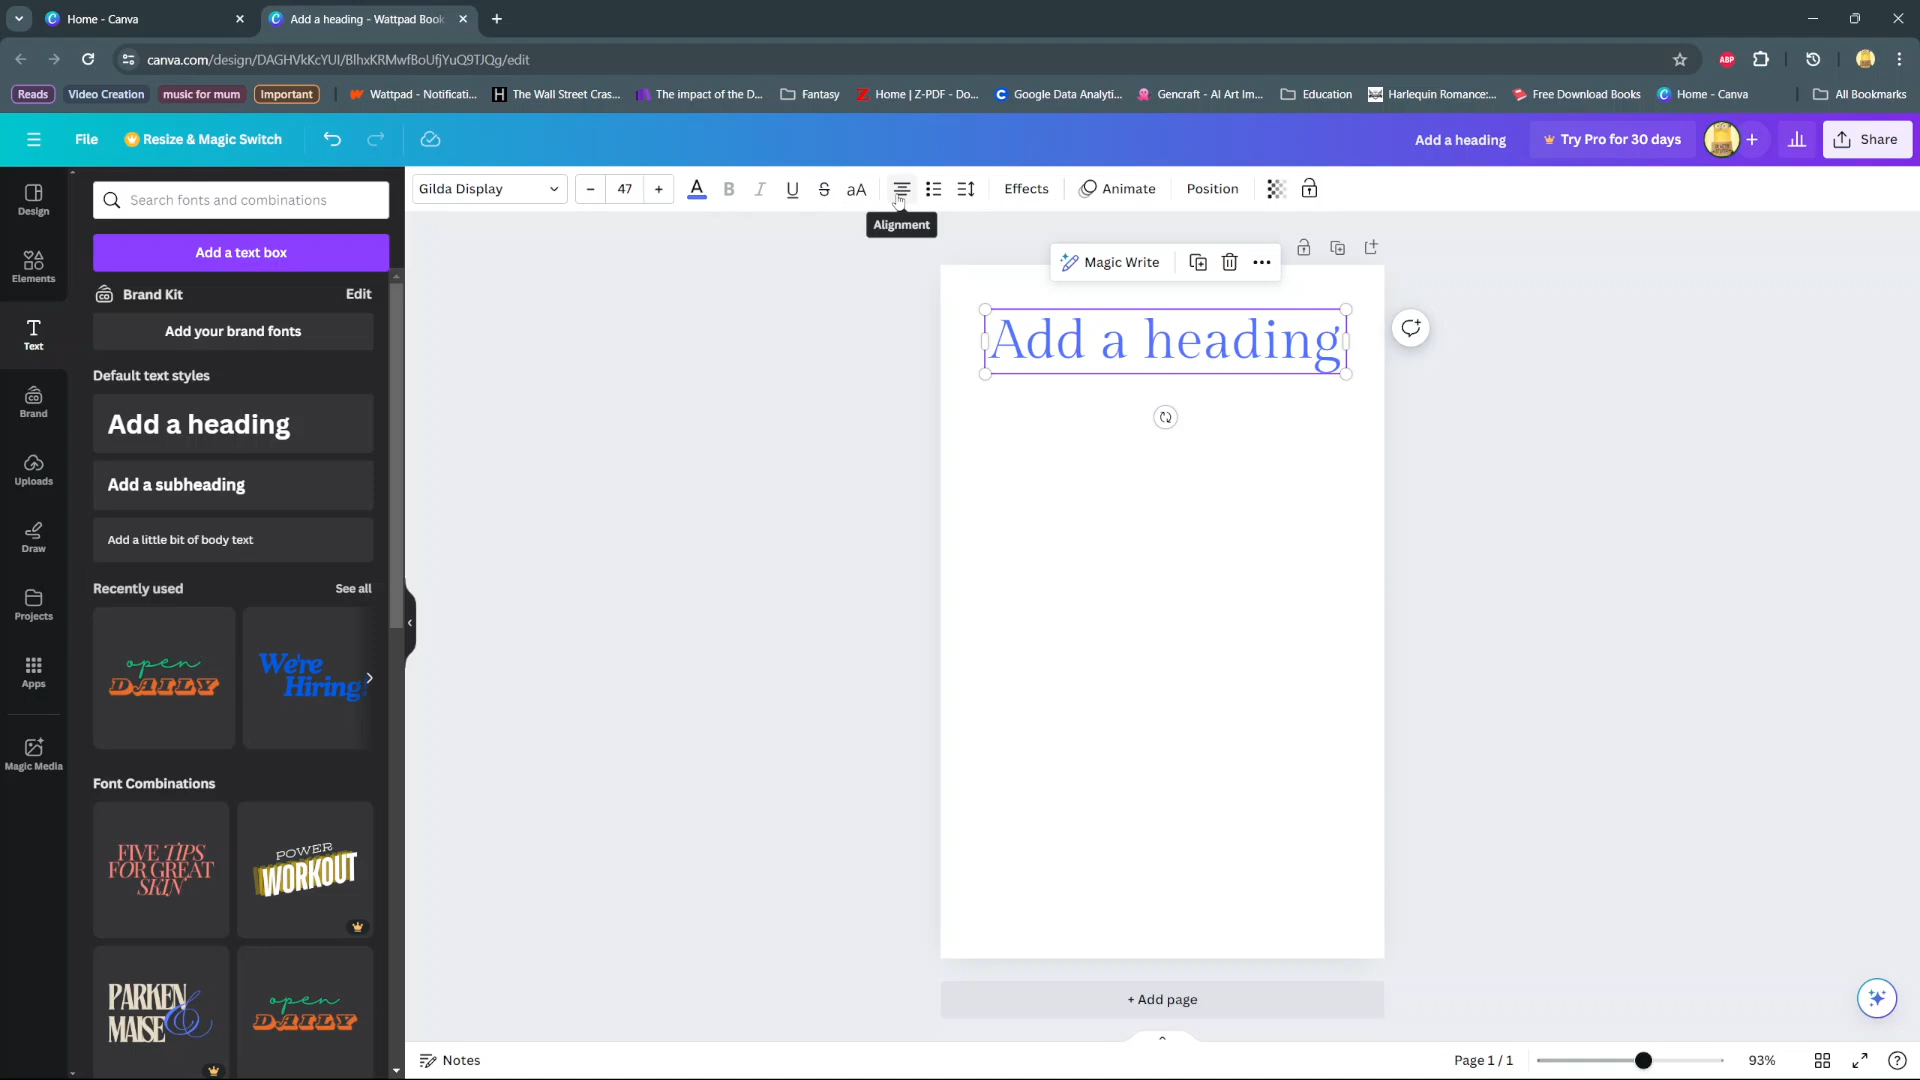 Home - Canva
Add a heading - Wattpad Book
canva.com/design/DAGHVkKcYUI/BlhxKRMwfBoUfjYuQ9TJQg/edit
ABP
Reads
Video Creation
music for mum
Important
Wattpad - Notificati...
The Wall Street Cras...
The impact of the D...
Fantasy
Home | Z-PDF - Do...
Google Data Analyti...
Gencraft - AI Art Im...
Education
Harlequin Romance:...
Free Download Books
Home - Canva
All Bookmarks
File
Resize & Magic Switch
Add a heading
Try Pro for 30 days
Share
Design
Elements
Text
Brand
Uploads
Draw
Projects
Apps
Magic Media
Search fonts and combinations
Add a text box
Brand Kit
Edit
Add your brand fonts
Default text styles
Add a heading
Add a subheading
Add a little bit of body text
Recently used
See all
open
DAILY
We're
Hiring!
Font Combinations
FIVE TIPS
FOR GREAT
SKIN
POWER
WORKOUT
PARKEN
MAISE &
open
DAILY
Gilda Display
- 47 +
A B I U S aA
Effects
Animate
Position
Alignment
Magic Write
Add a heading
+ Add page
Notes
Page 1 / 1
93%